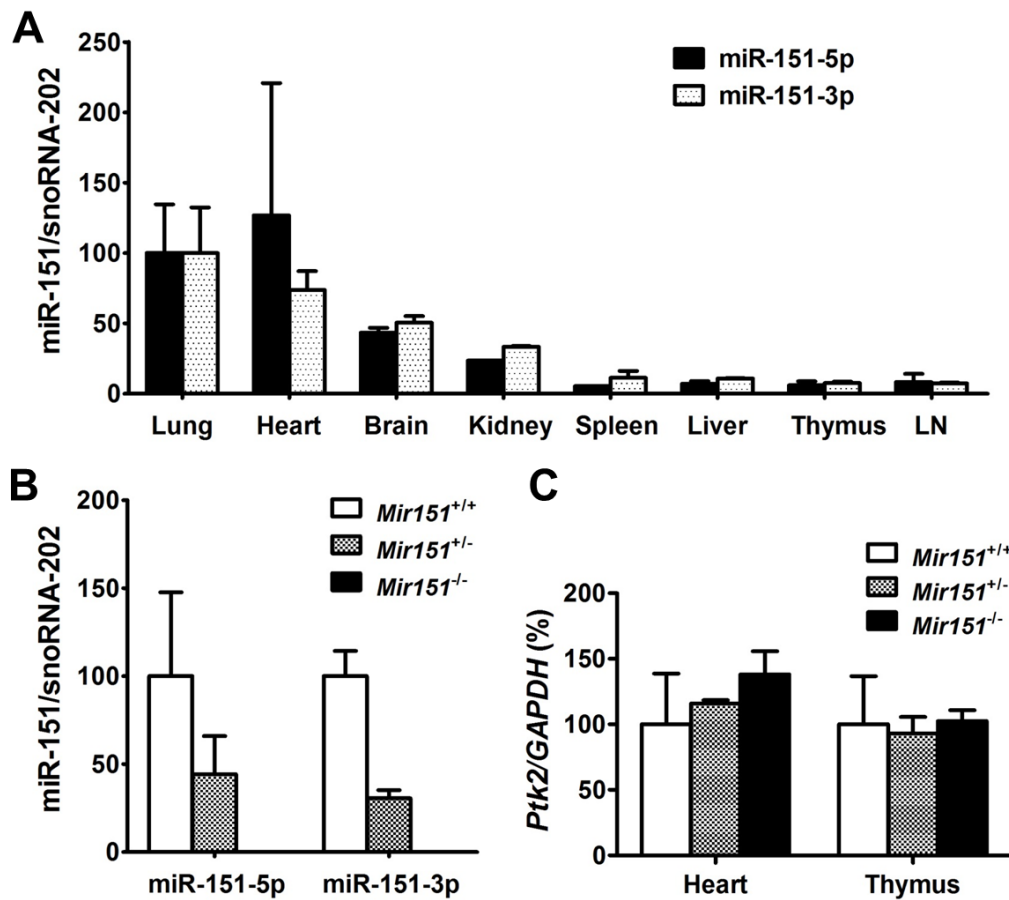 A
miR-151/snoRNA-202
250
200
150
100
50
0
miR-151-5p
miR-151-3p
Lung Heart Brain Kidney Spleen Liver Thymus LN
B
miR-151/snoRNA-202
200
150
100
50
0
Mir151+/+
Mir151+/-
Mir151-/-
miR-151-5p miR-151-3p
C
Ptk2/GAPDH (%)
200
150
100
50
0
Mir151+/+
Mir151+/-
Mir151-/-
Heart Thymus